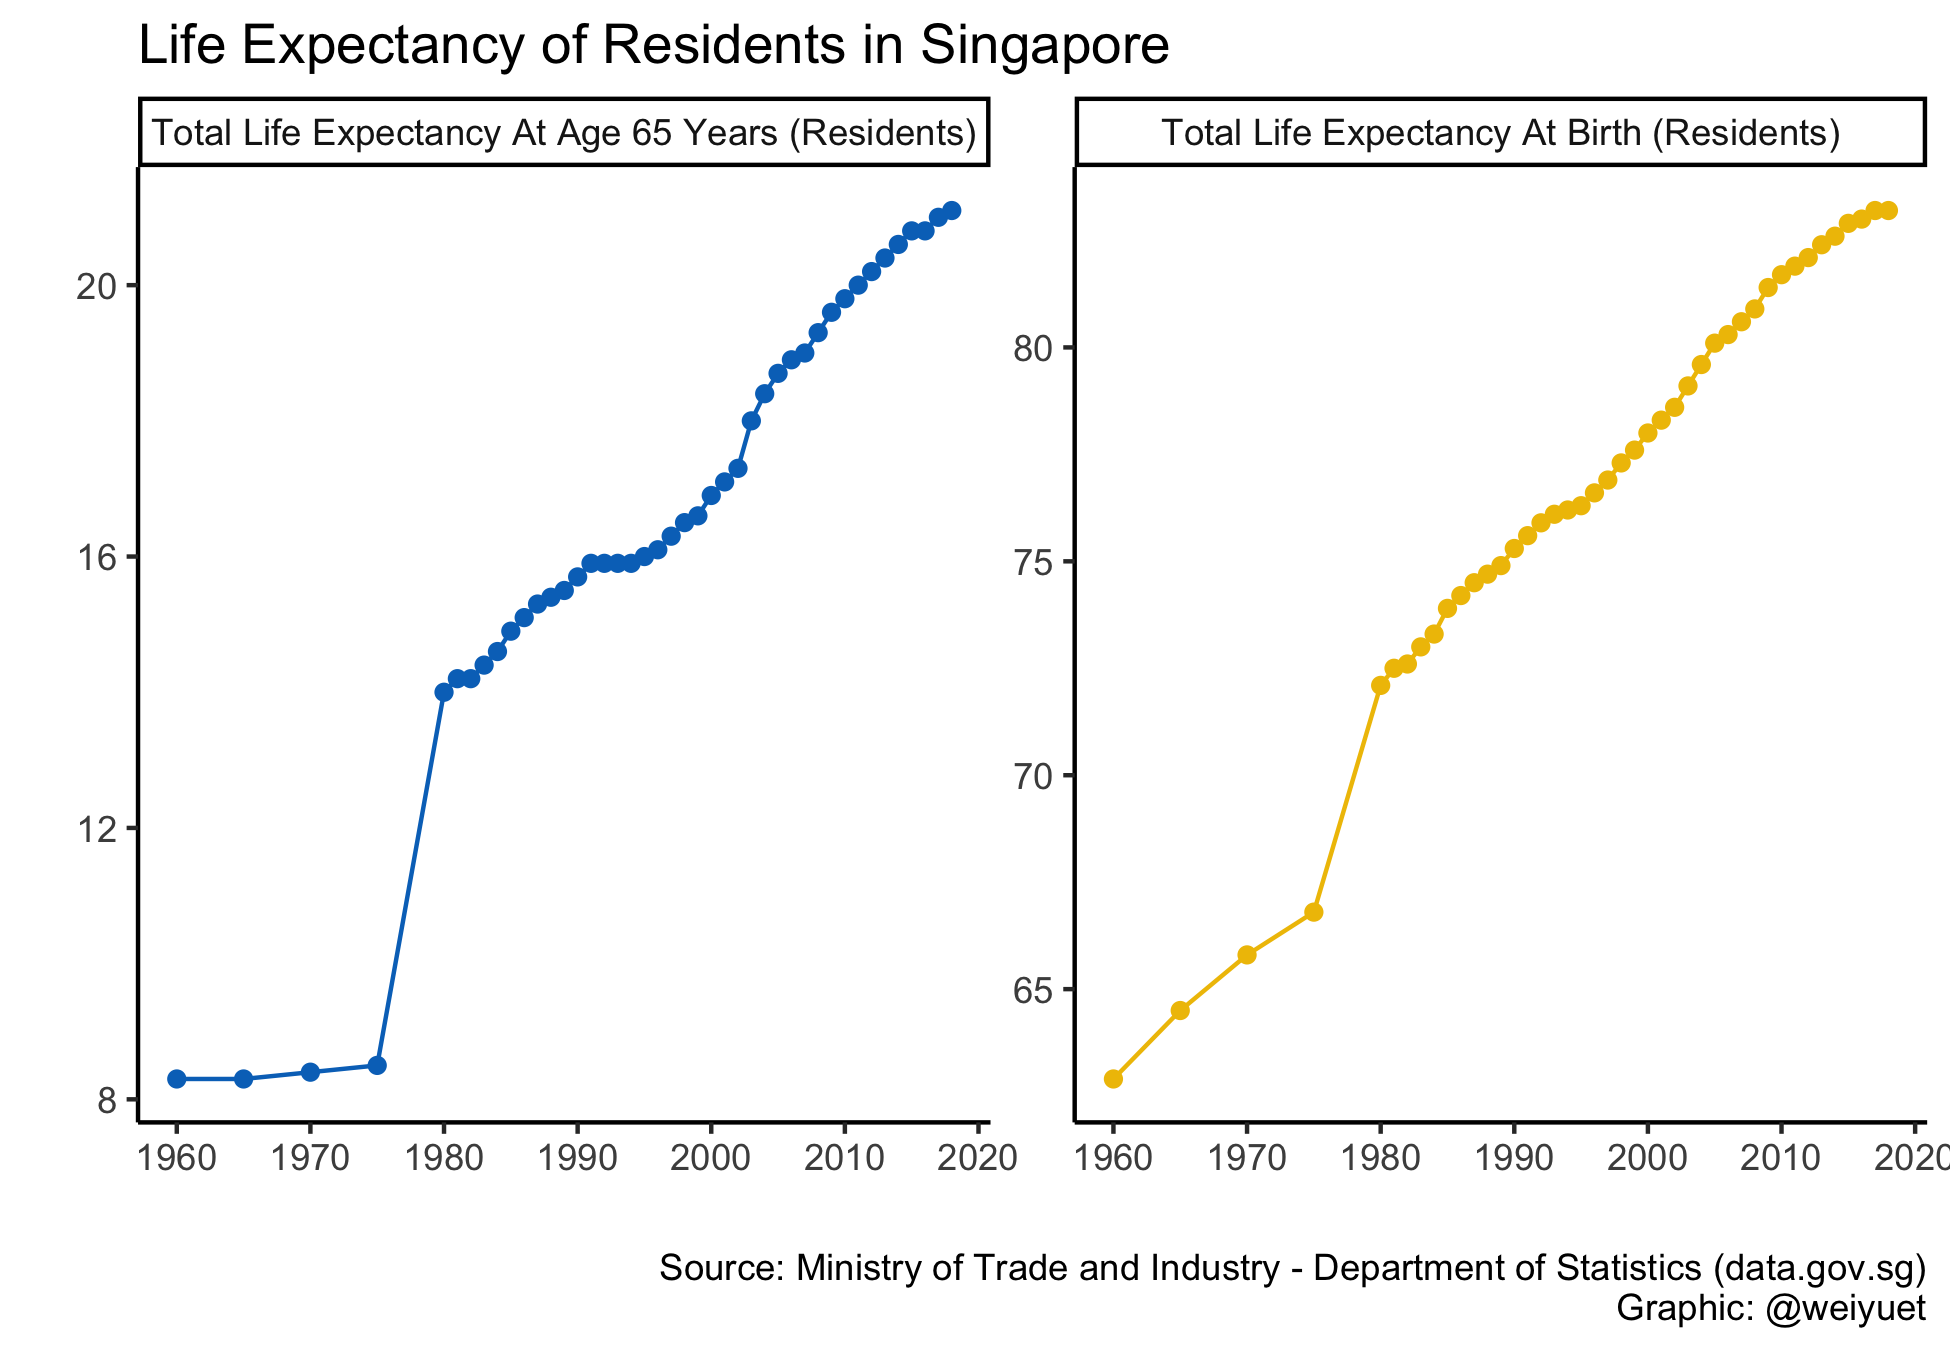 Life Expectancy of Residents in Singapore
Total Life Expectancy At Age 65 Years (Residents)
20
16
12
8
1960 1970 1980 1990 2000 2010 2020
Total Life Expectancy At Birth (Residents)
80
75
70
65
1960 1970 1980 1990 2000 2010 2020
Source: Ministry of Trade and Industry - Department of Statistics (data.gov.sg)
Graphic: @weiyuet